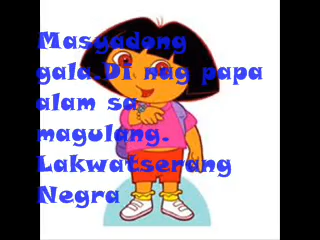 Masyadong
gala.Di nag papa
alam sa
magulang.
Lakwatserang
Negra